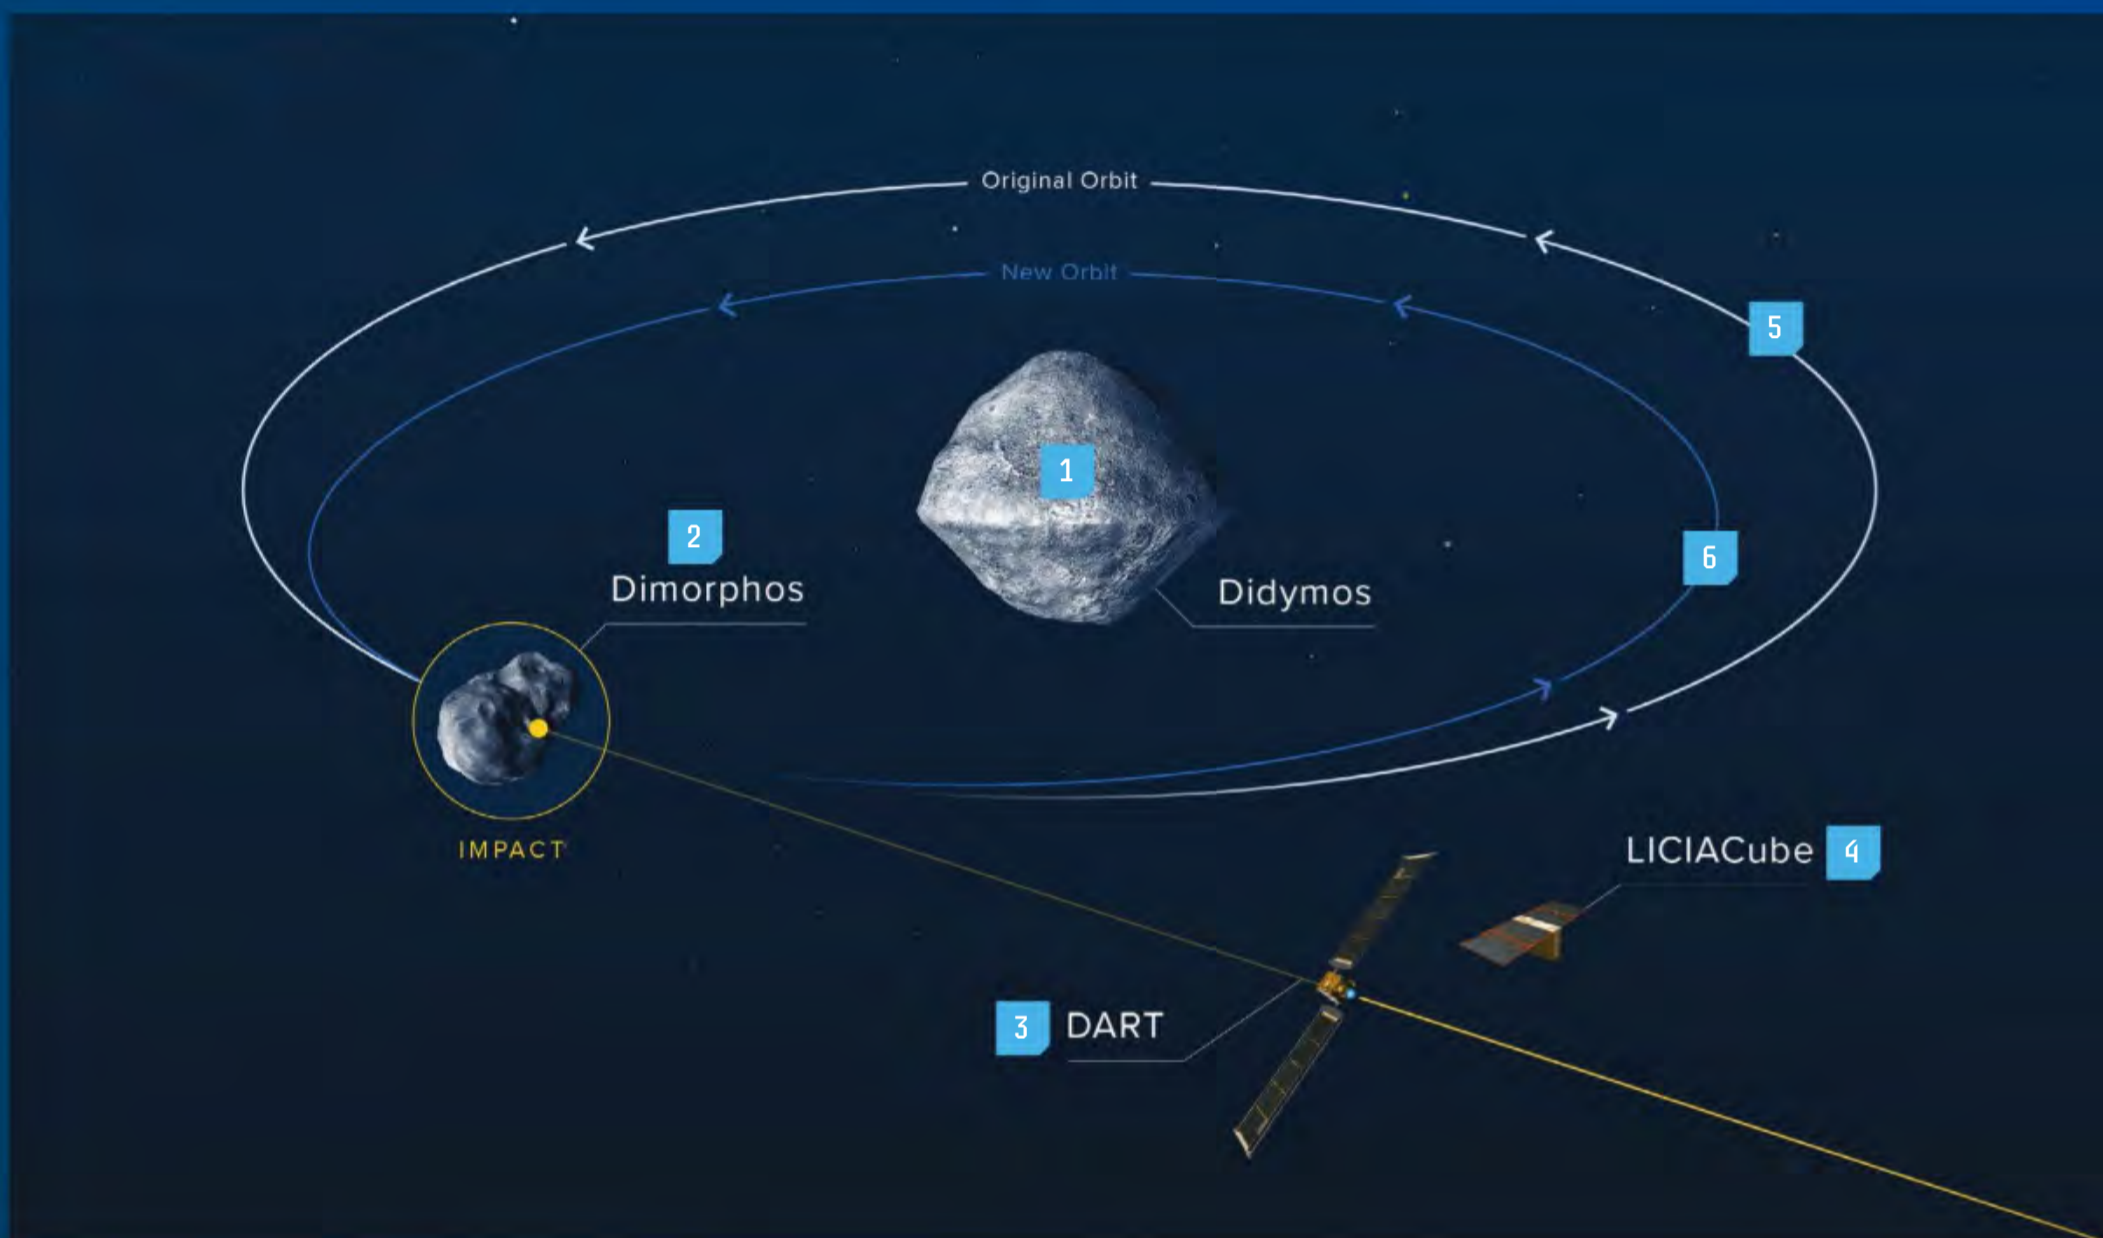 Original Orbit
New Orbit
5
1
2
6
Dimorphos
Didymos
IMPACT
LICIACube 4
3 DART